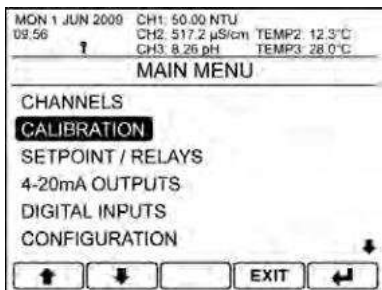 MON 1 JUN 2009 CH1: 50.00 NTU
09:56 CH2: 517.2 µS/cm TEMP2: 12.3°C
? CH3: 8.26 pH TEMP3: 28.0°C
MAIN MENU
CHANNELS
CALIBRATION
SETPOINT / RELAYS
4-20mA OUTPUTS
DIGITAL INPUTS
CONFIGURATION
EXIT